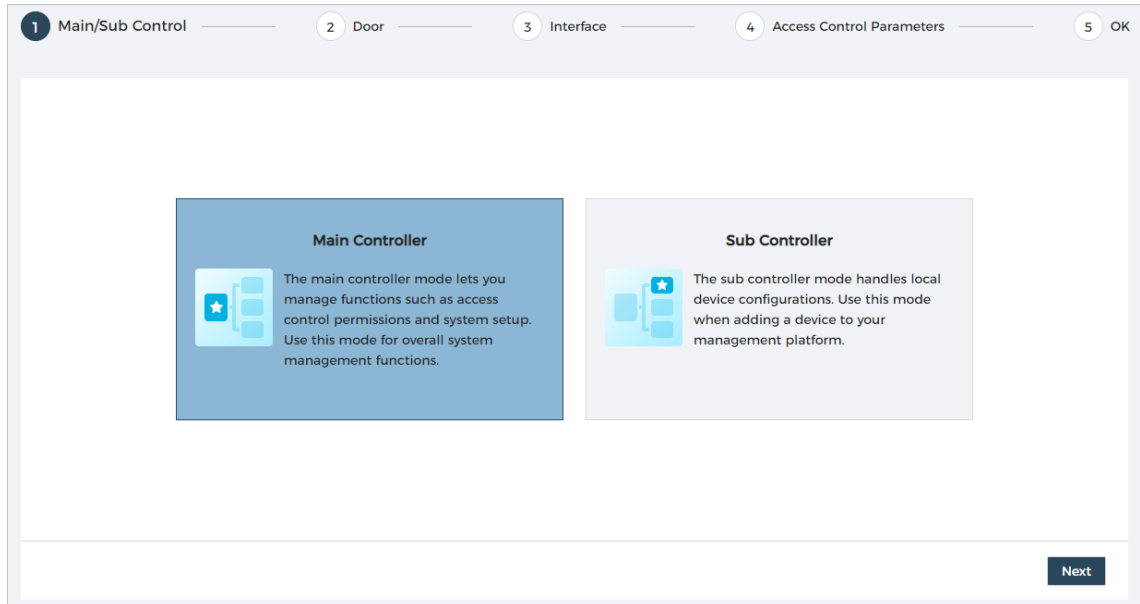 1 Main/Sub Control 2 Door 3 Interface 4 Access Control Parameters 5 OK
Main Controller
The main controller mode lets you
manage functions such as access
control permissions and system setup.
Use this mode for overall system
management functions.
Sub Controller
The sub controller mode handles local
device configurations. Use this mode
when adding a device to your
management platform.
Next